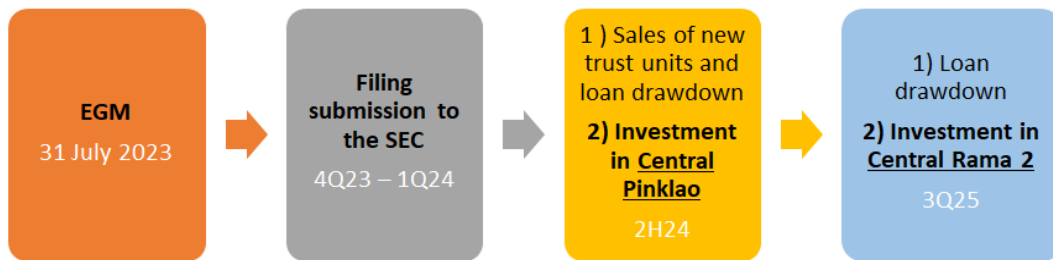 EGM
31 July 2023
Filing
submission to
the SEC
4Q23 – 1Q24
1 ) Sales of new
trust units and
loan drawdown
2) Investment
in Central
Pinklao
2H24
1) Loan
drawdown
2) Investment in
Central Rama 2
3Q25